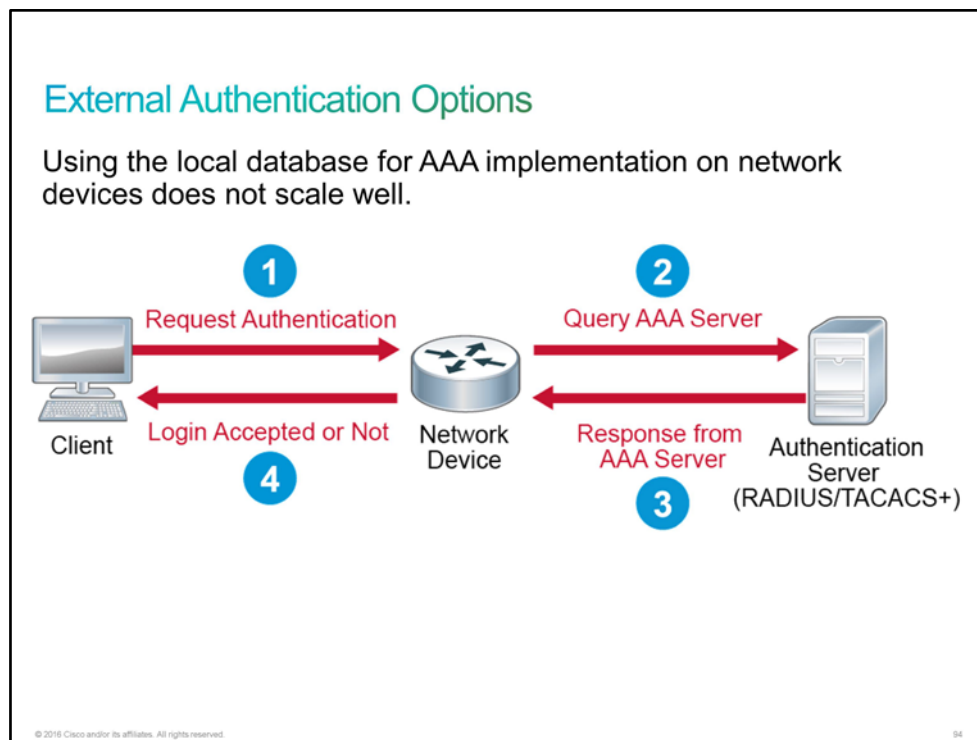 External Authentication Options
Using the local database for AAA implementation on network
devices does not scale well.
1
2
Request Authentication
Query AAA Server
Client
Login Accepted or Not
4
Network
Device
Response from
AAA Server
3
Authentication
Server
(RADIUS/TACACS+)
© 2016 Cisco and/or its affiliates. All rights reserved.
94